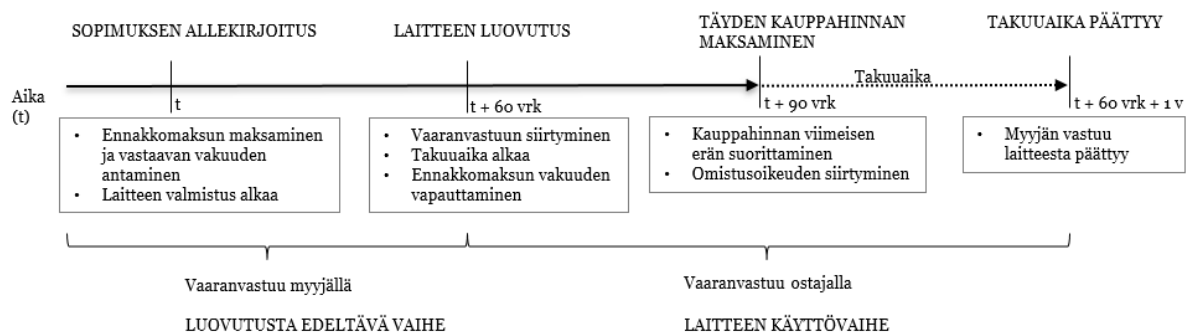 SOPIMUKSEN ALLEKIRJOITUS
LAITTEEN LUOVUTUS
TÄYDEN KAUPPAHINNAN
MAKSAMINEN
TAKUUAIKA PÄÄTTYY
Takuuaika
Aika
(t)
t
t + 60 vrk
t + 90 vrk
t + 60 vrk + 1 v
• Ennakkomaksun maksaminen
ja vastaavan vakuuden
antaminen
• Laitteen valmistus alkaa
• Vaaranvastuun siirtyminen
• Takuuaika alkaa
• Ennakkomaksun vakuuden
vapauttaminen
• Kauppahinnan viimeisen
erän suorittaminen
• Omistusoikeuden siirtyminen
• Myyjän vastuu
laitteesta päättyy
Vaaranvastuu myyjällä
LUOVUTUSTA EDELTÄVÄ VAIHE
Vaaranvastuu ostajalla
LAITTEEN KÄYTTÖVAIHE